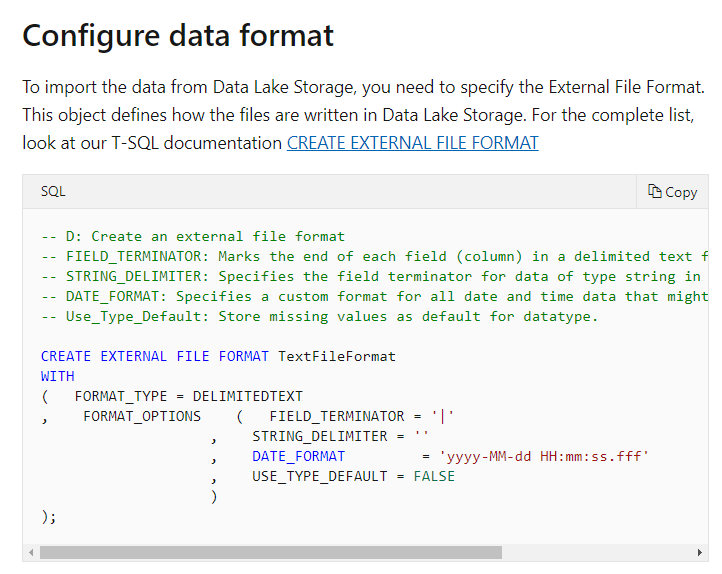 Configure data format
To import the data from Data Lake Storage, you need to specify the External File Format.
This object defines how the files are written in Data Lake Storage. For the complete list,
look at our T-SQL documentation CREATE EXTERNAL FILE FORMAT
SQL
Copy
-- D: Create an external file format
-- FIELD_TERMINATOR: Marks the end of each field (column) in a delimited text f
-- STRING_DELIMITER: Specifies the field terminator for data of type string in
-- DATE_FORMAT: Specifies a custom format for all date and time data that might
-- Use_Type_Default: Store missing values as default for datatype.
CREATE EXTERNAL FILE FORMAT TextFileFormat
WITH
(   FORMAT_TYPE = DELIMITEDTEXT
,    FORMAT_OPTIONS    (   FIELD_TERMINATOR = '|'
                    ,    STRING_DELIMITER = ''
                    ,    DATE_FORMAT         = 'yyyy-MM-dd HH:mm:ss.fff'
                    ,    USE_TYPE_DEFAULT = FALSE
                    )
);